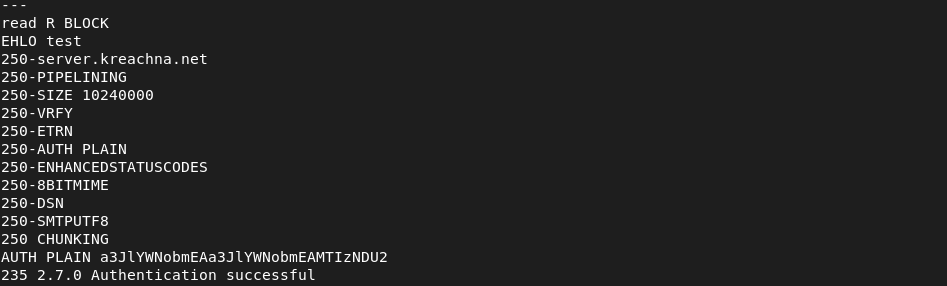 ---
read R BLOCK
EHLO test
250-server.kreachna.net
250-PIPELINING
250-SIZE 10240000
250-VRFY
250-ETRN
250-AUTH PLAIN
250-ENHANCEDSTATUSCODES
250-8BITMIME
250-DSN
250-SMTPUTF8
250 CHUNKING
AUTH PLAIN a3JlYWNobmEAa3JlYWNobmEAMTIzNDU2
235 2.7.0 Authentication successful